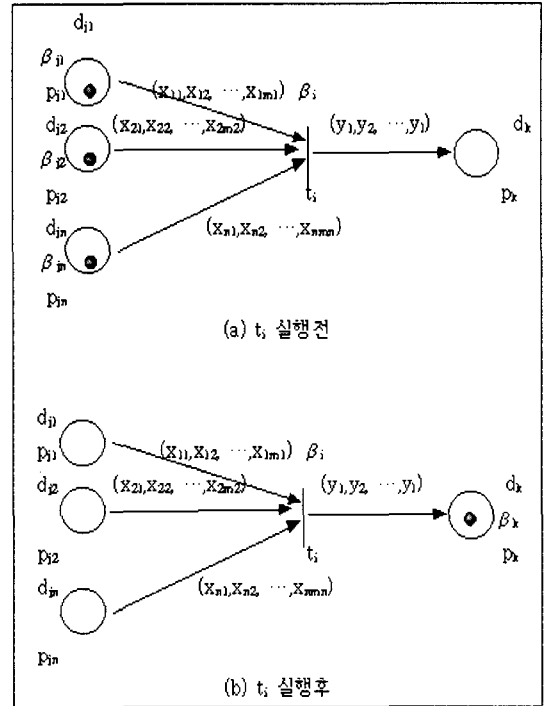 d_j1
β_j1
p_j1
(x_11, x_12, …, x_1m1) β_i
d_j2
(x_21, x_22, …, x_2m2)
(y_1, y_2, …, y_l)
d_k
β_j2
p_j2
t_i
p_k
d_jn
(x_n1, x_n2, …, x_nmn)
β_jn
p_jn
(a) t_i 실행전
d_j1
p_j1
(x_11, x_12, …, x_1m1) β_i
d_j2
(x_21, x_22, …, x_2m2)
(y_1, y_2, …, y_l)
d_k
β_k
p_j2
t_i
p_k
d_jn
(x_n1, x_n2, …, x_nmn)
p_jn
(b) t_i 실행후